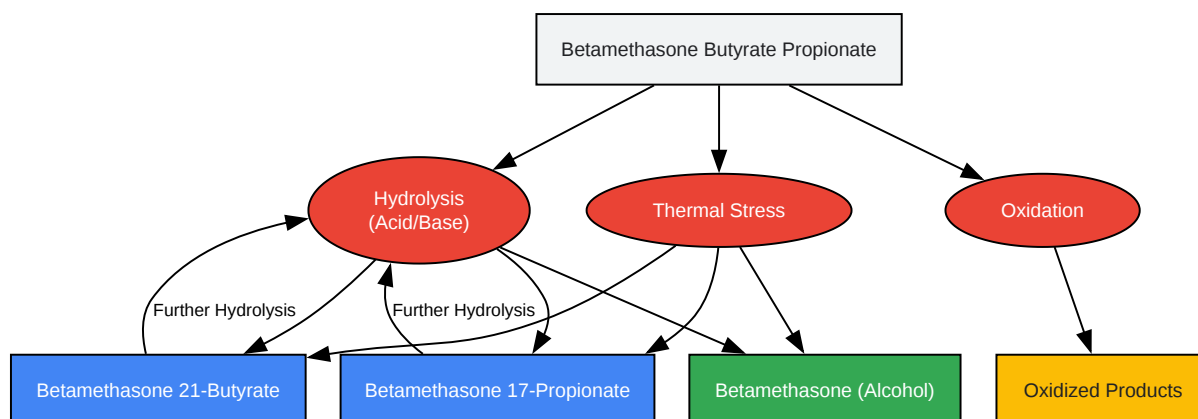 Betamethasone Butyrate Propionate
Hydrolysis
(Acid/Base)
Thermal Stress
Oxidation
Further Hydrolysis
Further Hydrolysis
Betamethasone 21-Butyrate
Betamethasone 17-Propionate
Betamethasone (Alcohol)
Oxidized Products